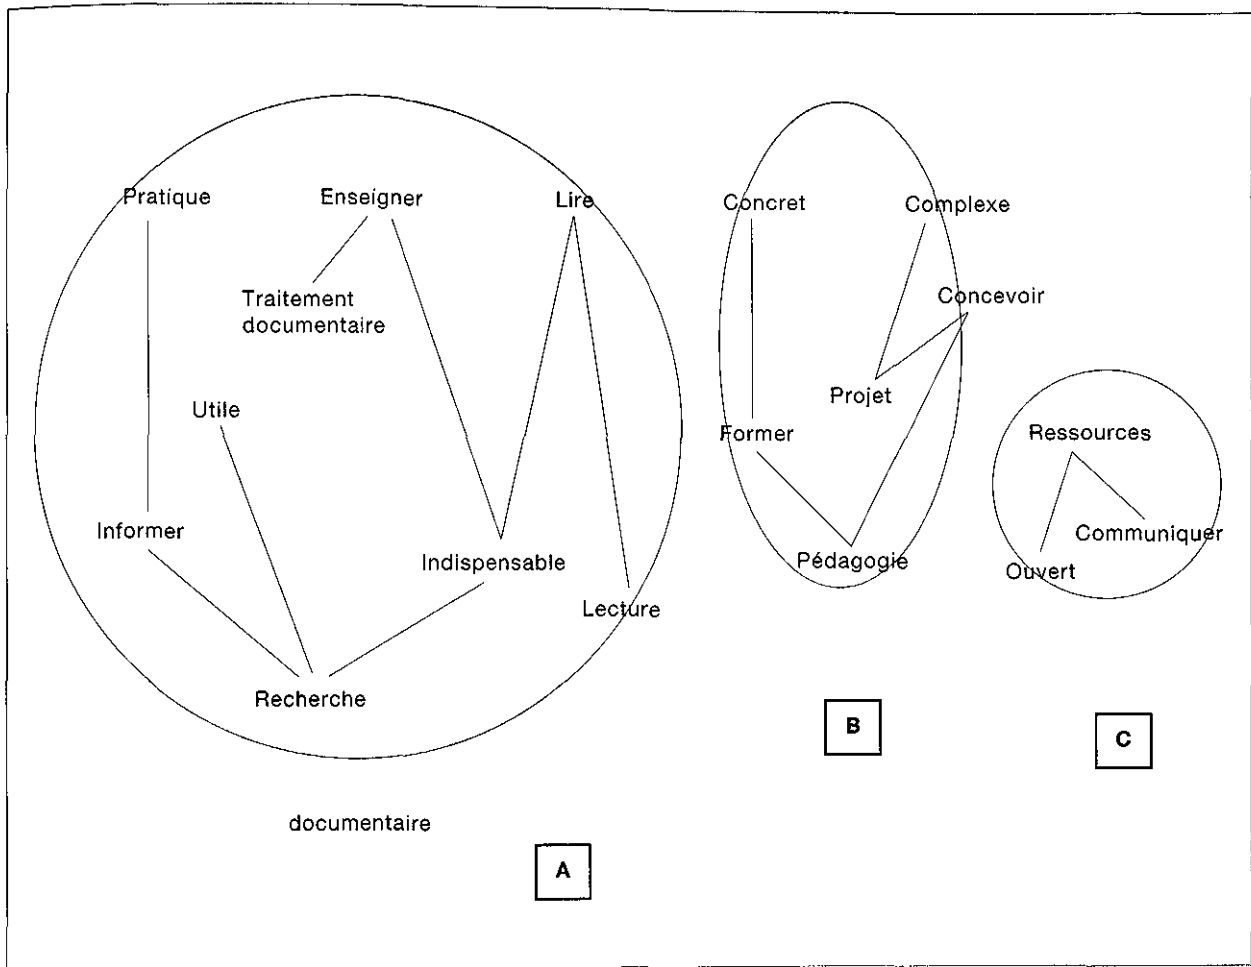 Pratique
Enseigner
Lire
Traitement
documentaire
Utile
Informer
Indispensable
Lecture
Recherche
documentaire
A
Concret
Complexe
Concevoir
Projet
Former
Pédagogie
B
Ressources
Communiquer
Ouvert
C